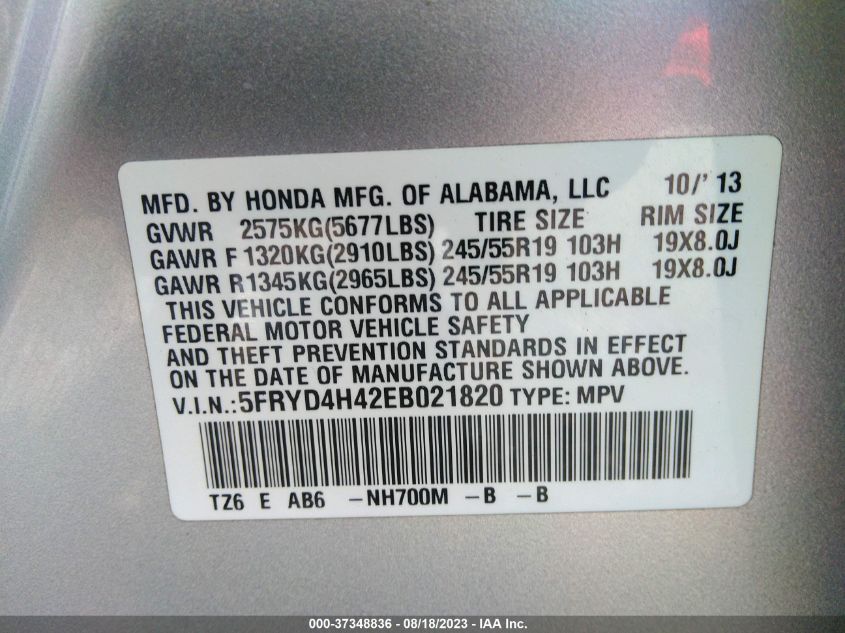 MFD. BY HONDA MFG. OF ALABAMA, LLC 10/' 13
GVWR 2575KG(5677LBS) TIRE SIZE RIM SIZE
GAWR F 1320KG(2910LBS) 245/55R19 103H 19X8.0J
GAWR R1345KG(2965LBS) 245/55R19 103H 19X8.0J
THIS VEHICLE CONFORMS TO ALL APPLICABLE
FEDERAL MOTOR VEHICLE SAFETY
AND THEFT PREVENTION STANDARDS IN EFFECT
ON THE DATE OF MANUFACTURE SHOWN ABOVE.
V.I.N.:5FRYD4H42EB021820 TYPE: MPV
TZ6 E AB6 -NH700M -B -B
000-37348836 - 08/18/2023 - IAA Inc.